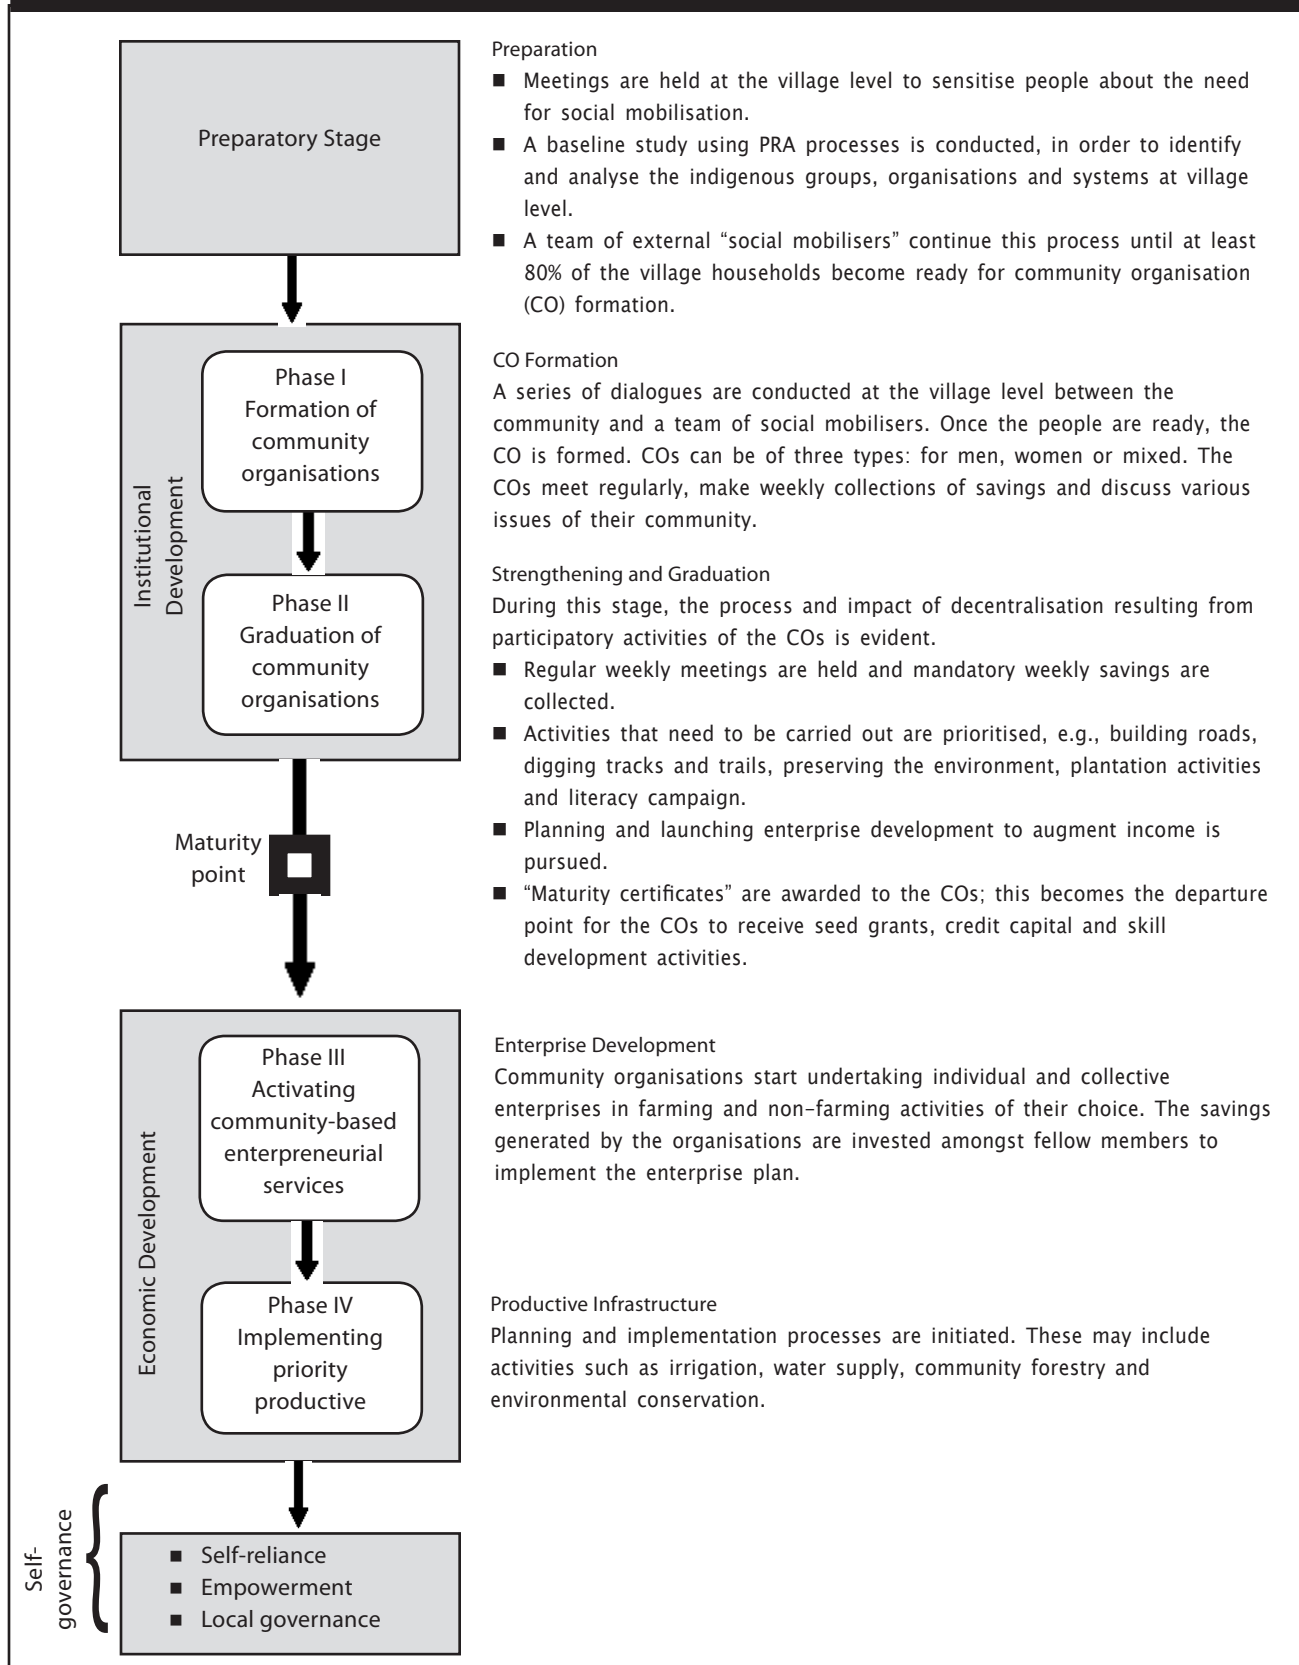 Preparatory Stage
Preparation
■ Meetings are held at the village level to sensitise people about the need
for social mobilisation.
■ A baseline study using PRA processes is conducted, in order to identify
and analyse the indigenous groups, organisations and systems at village
level.
■ A team of external “social mobilisers” continue this process until at least
80% of the village households become ready for community organisation
(CO) formation.
Institutional
Development
Phase I
Formation of
community
organisations
CO Formation
A series of dialogues are conducted at the village level between the
community and a team of social mobilisers. Once the people are ready, the
CO is formed. COs can be of three types: for men, women or mixed. The
COs meet regularly, make weekly collections of savings and discuss various
issues of their community.
Phase II
Graduation of
community
organisations
Strengthening and Graduation
During this stage, the process and impact of decentralisation resulting from
participatory activities of the COs is evident.
■ Regular weekly meetings are held and mandatory weekly savings are
collected.
■ Activities that need to be carried out are prioritised, e.g., building roads,
digging tracks and trails, preserving the environment, plantation activities
and literacy campaign.
■ Planning and launching enterprise development to augment income is
pursued.
■ “Maturity certificates” are awarded to the COs; this becomes the departure
point for the COs to receive seed grants, credit capital and skill
development activities.
Maturity
point
Economic Development
Phase III
Activating
community-based
enterpreneurial
services
Enterprise Development
Community organisations start undertaking individual and collective
enterprises in farming and non-farming activities of their choice. The savings
generated by the organisations are invested amongst fellow members to
implement the enterprise plan.
Phase IV
Implementing
priority
productive
Productive Infrastructure
Planning and implementation processes are initiated. These may include
activities such as irrigation, water supply, community forestry and
environmental conservation.
Self-
governance
■ Self-reliance
■ Empowerment
■ Local governance